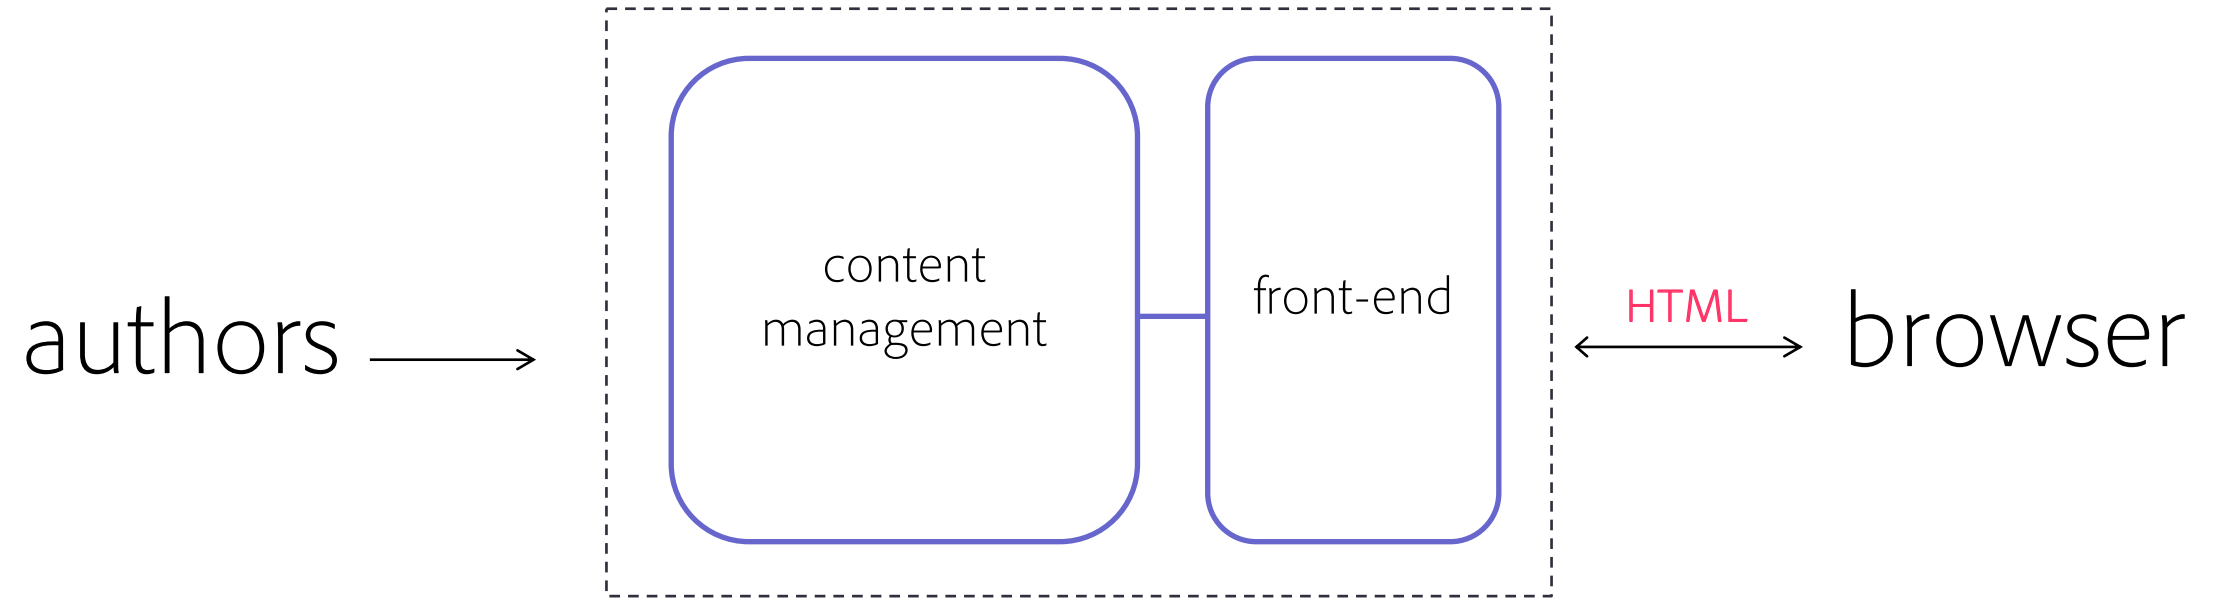 authors
content
management
front-end
HTML
browser